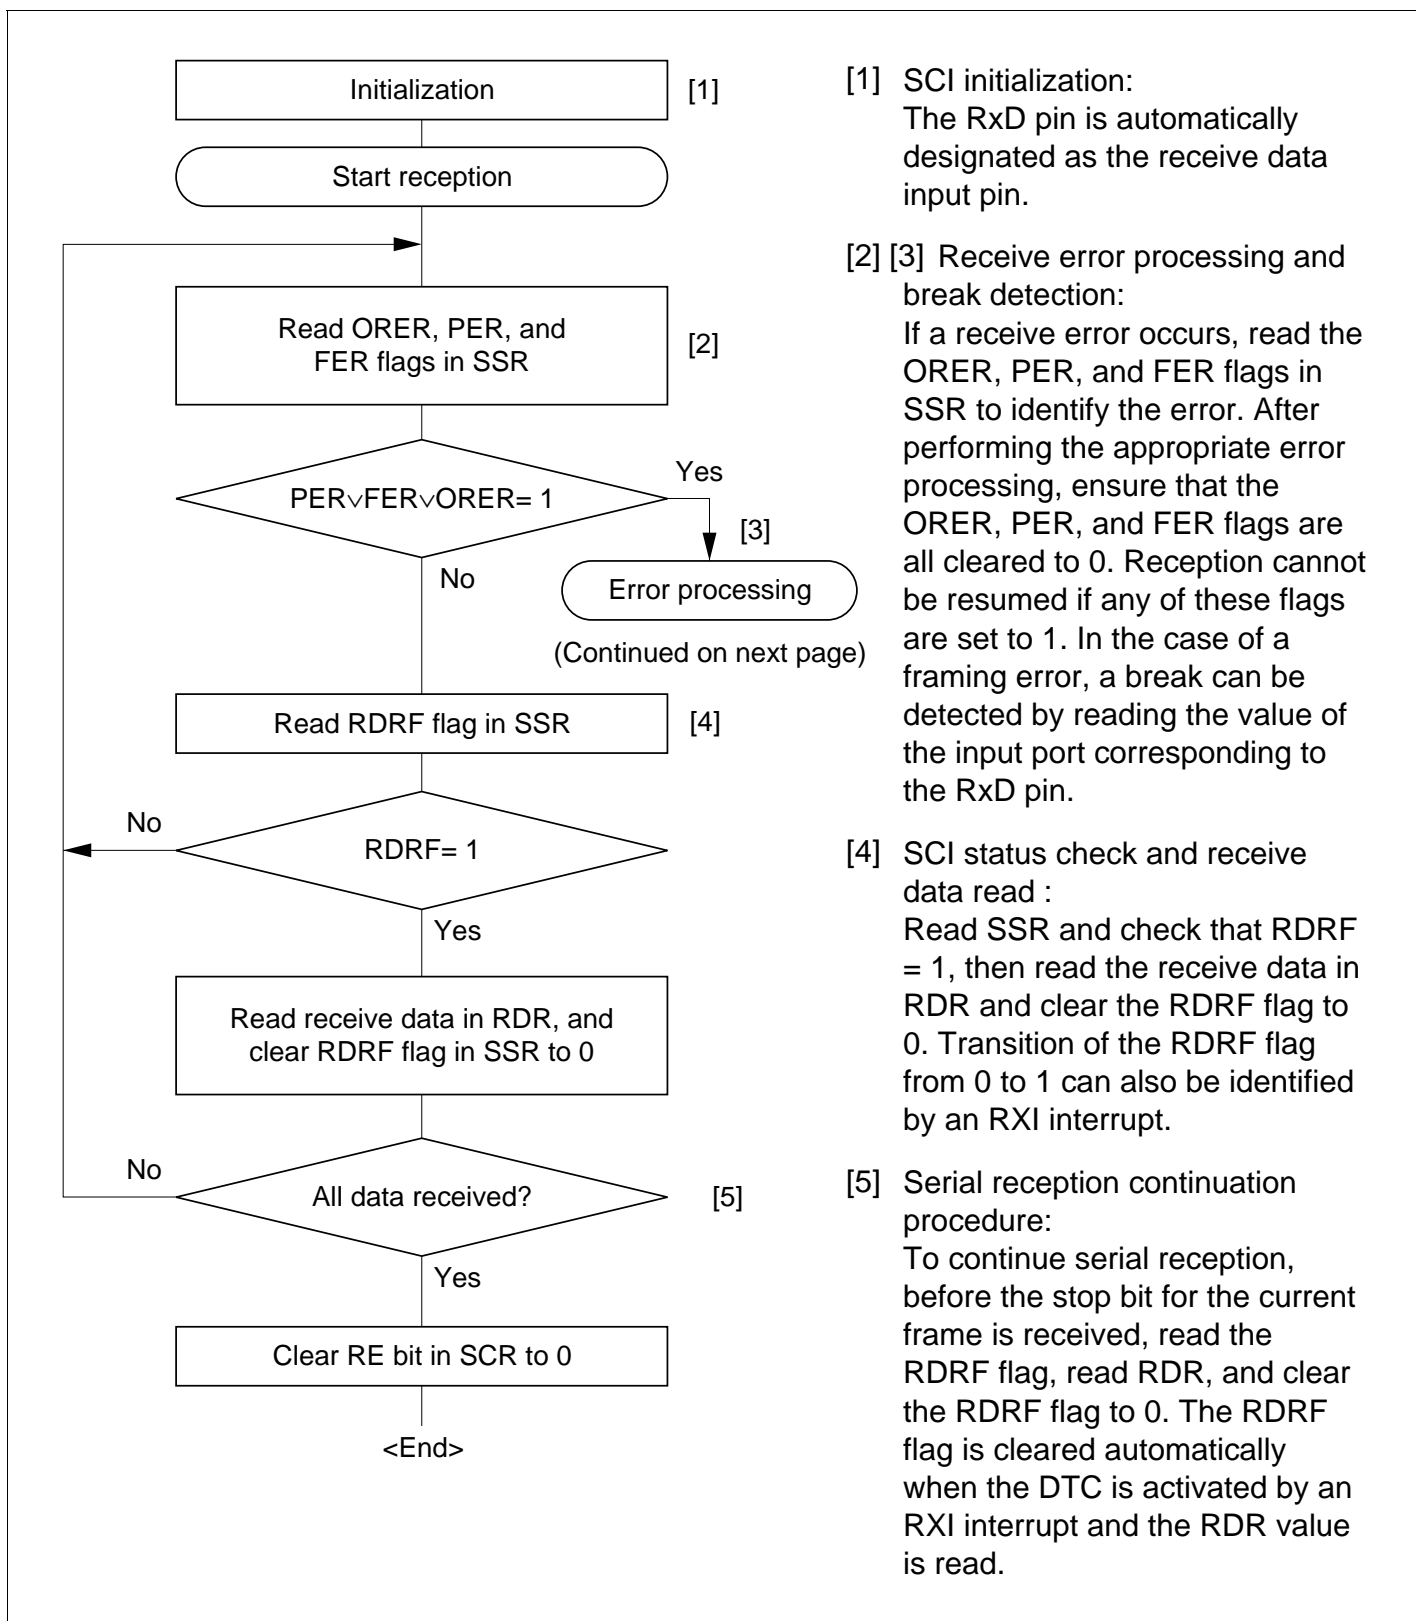 Initialization
[1]
Start reception
Read ORER, PER, and
FER flags in SSR
[2]
PER∨FER∨ORER= 1
Yes
[3]
No
Error processing
(Continued on next page)
Read RDRF flag in SSR
[4]
No
RDRF= 1
Yes
Read receive data in RDR, and
clear RDRF flag in SSR to 0
No
All data received?
[5]
Yes
Clear RE bit in SCR to 0
<End>
[1] SCI initialization:
The RxD pin is automatically
designated as the receive data
input pin.
[2] [3] Receive error processing and
break detection:
If a receive error occurs, read the
ORER, PER, and FER flags in
SSR to identify the error. After
performing the appropriate error
processing, ensure that the
ORER, PER, and FER flags are
all cleared to 0. Reception cannot
be resumed if any of these flags
are set to 1. In the case of a
framing error, a break can be
detected by reading the value of
the input port corresponding to
the RxD pin.
[4] SCI status check and receive
data read :
Read SSR and check that RDRF
= 1, then read the receive data in
RDR and clear the RDRF flag to
0. Transition of the RDRF flag
from 0 to 1 can also be identified
by an RXI interrupt.
[5] Serial reception continuation
procedure:
To continue serial reception,
before the stop bit for the current
frame is received, read the
RDRF flag, read RDR, and clear
the RDRF flag to 0. The RDRF
flag is cleared automatically
when the DTC is activated by an
RXI interrupt and the RDR value
is read.